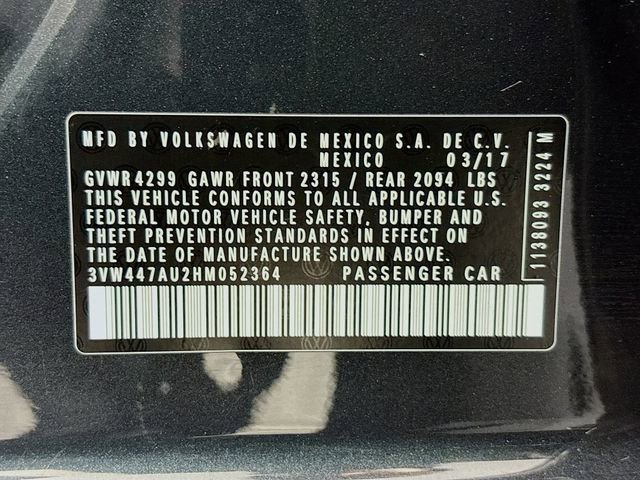 MFD BY VOLKSWAGEN DE MEXICO S.A. DE C.V.
MEXICO 03/17
GVWR 4299 GAWR FRONT 2315 / REAR 2094 LBS
THIS VEHICLE CONFORMS TO ALL APPLICABLE U.S.
FEDERAL MOTOR VEHICLE SAFETY, BUMPER AND
THEFT PREVENTION STANDARDS IN EFFECT ON
THE DATE OF MANUFACTURE SHOWN ABOVE.
3VW447AU2HM052364 PASSENGER CAR
1138093 3224 M